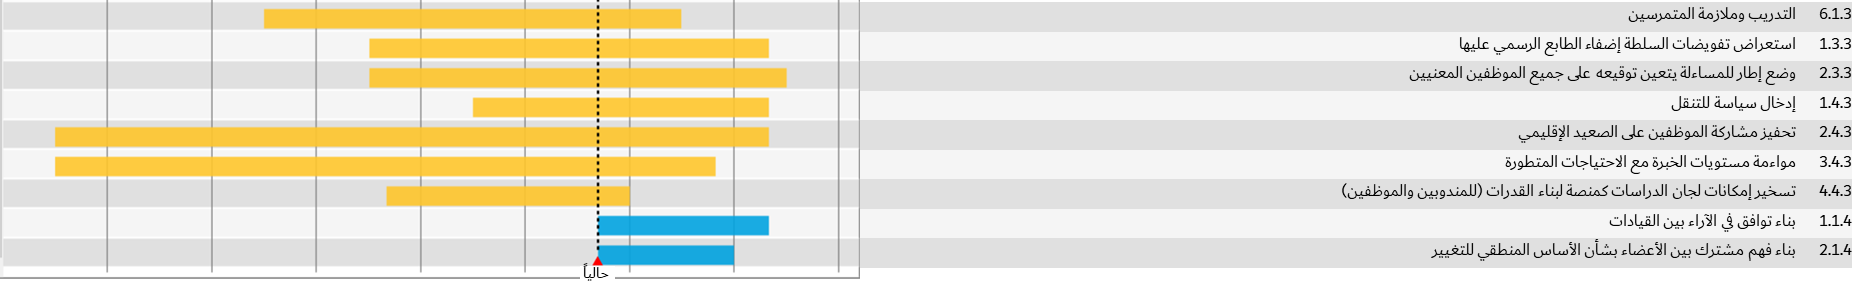 6.1.3 التدريب وملازمة المتمرسين
1.3.3 استعراض تفويضات السلطة إضفاء الطابع الرسمي عليها
2.3.3 وضع إطار للمساءلة يتعين توقيعه على جميع الموظفين المعنيين
1.4.3 إدخال سياسة للتنقل
2.4.3 تحفيز مشاركة الموظفين على الصعيد الإقليمي
3.4.3 مواءمة مستويات الخبرة مع الاحتياجات المتطورة
4.4.3 تسخير إمكانات لجان الدراسات كمنصة لبناء القدرات (للمندوبين والموظفين)
1.1.4 بناء توافق في الآراء بين القيادات
2.1.4 بناء فهم مشترك بين الأعضاء بشأن الأساس المنطقي للتغيير
حالياً